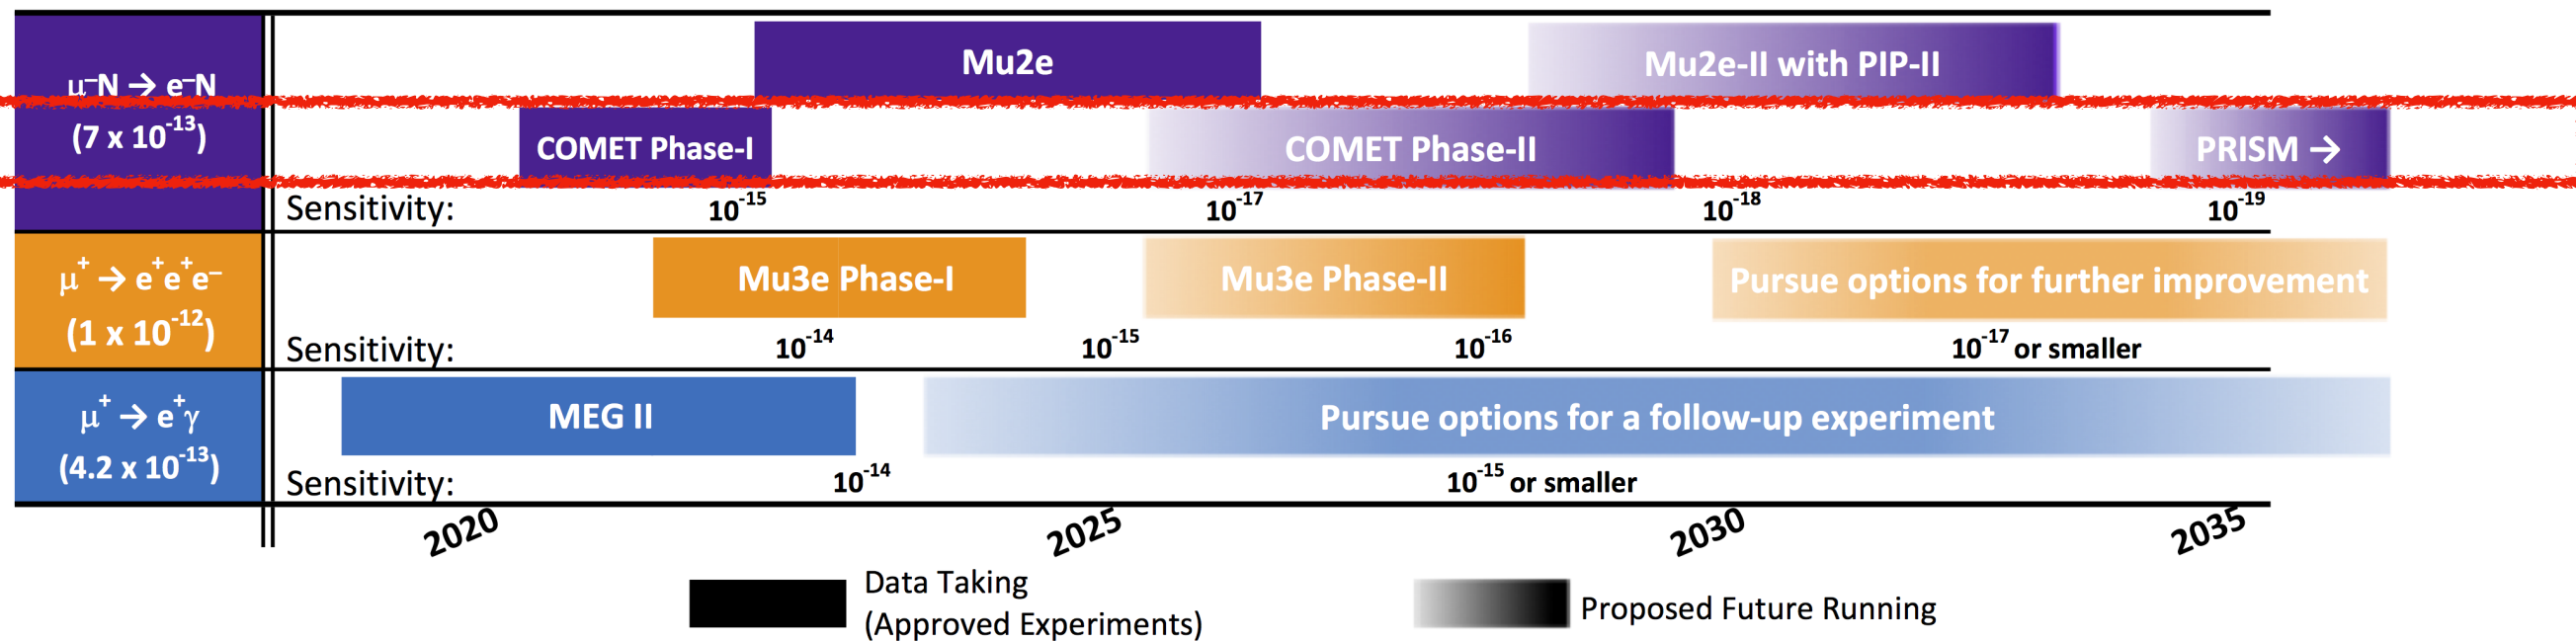 μ⁻N → e⁻N
(7 x 10⁻¹³)
Mu2e
Mu2e-II with PIP-II
COMET Phase-I
COMET Phase-II
PRISM →
Sensitivity: 10⁻¹⁵ 10⁻¹⁷ 10⁻¹⁸ 10⁻¹⁹
μ⁺ → e⁺e⁺e⁻
(1 x 10⁻¹²)
Mu3e Phase-I
Mu3e Phase-II
Pursue options for further improvement
Sensitivity: 10⁻¹⁴ 10⁻¹⁵ 10⁻¹⁶ 10⁻¹⁷ or smaller
μ⁺ → e⁺γ
(4.2 x 10⁻¹³)
MEG II
Pursue options for a follow-up experiment
Sensitivity: 10⁻¹⁴ 10⁻¹⁵ or smaller
2020 2025 2030 2035
Data Taking
(Approved Experiments)
Proposed Future Running